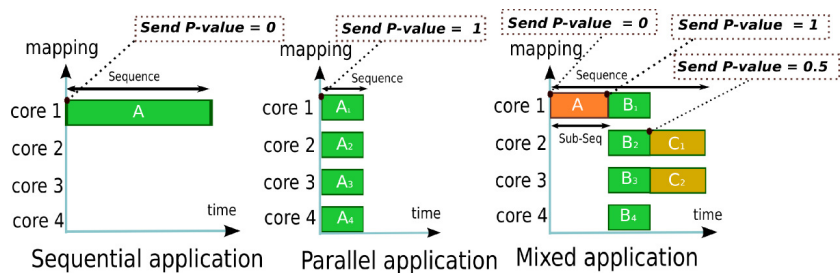 Send P-value = 0
mapping
Sequence
core 1
A
core 2
core 3
core 4
time
Sequential application
Send P-value = 1
mapping
Sequence
core 1
A1
core 2
A2
core 3
A3
core 4
A4
time
Parallel application
Send P-value = 0
Send P-value = 1
Send P-value = 0.5
mapping
Sequence
core 1
A
B1
Sub-Seq
core 2
B2
C1
core 3
B3
C2
core 4
B4
time
Mixed application